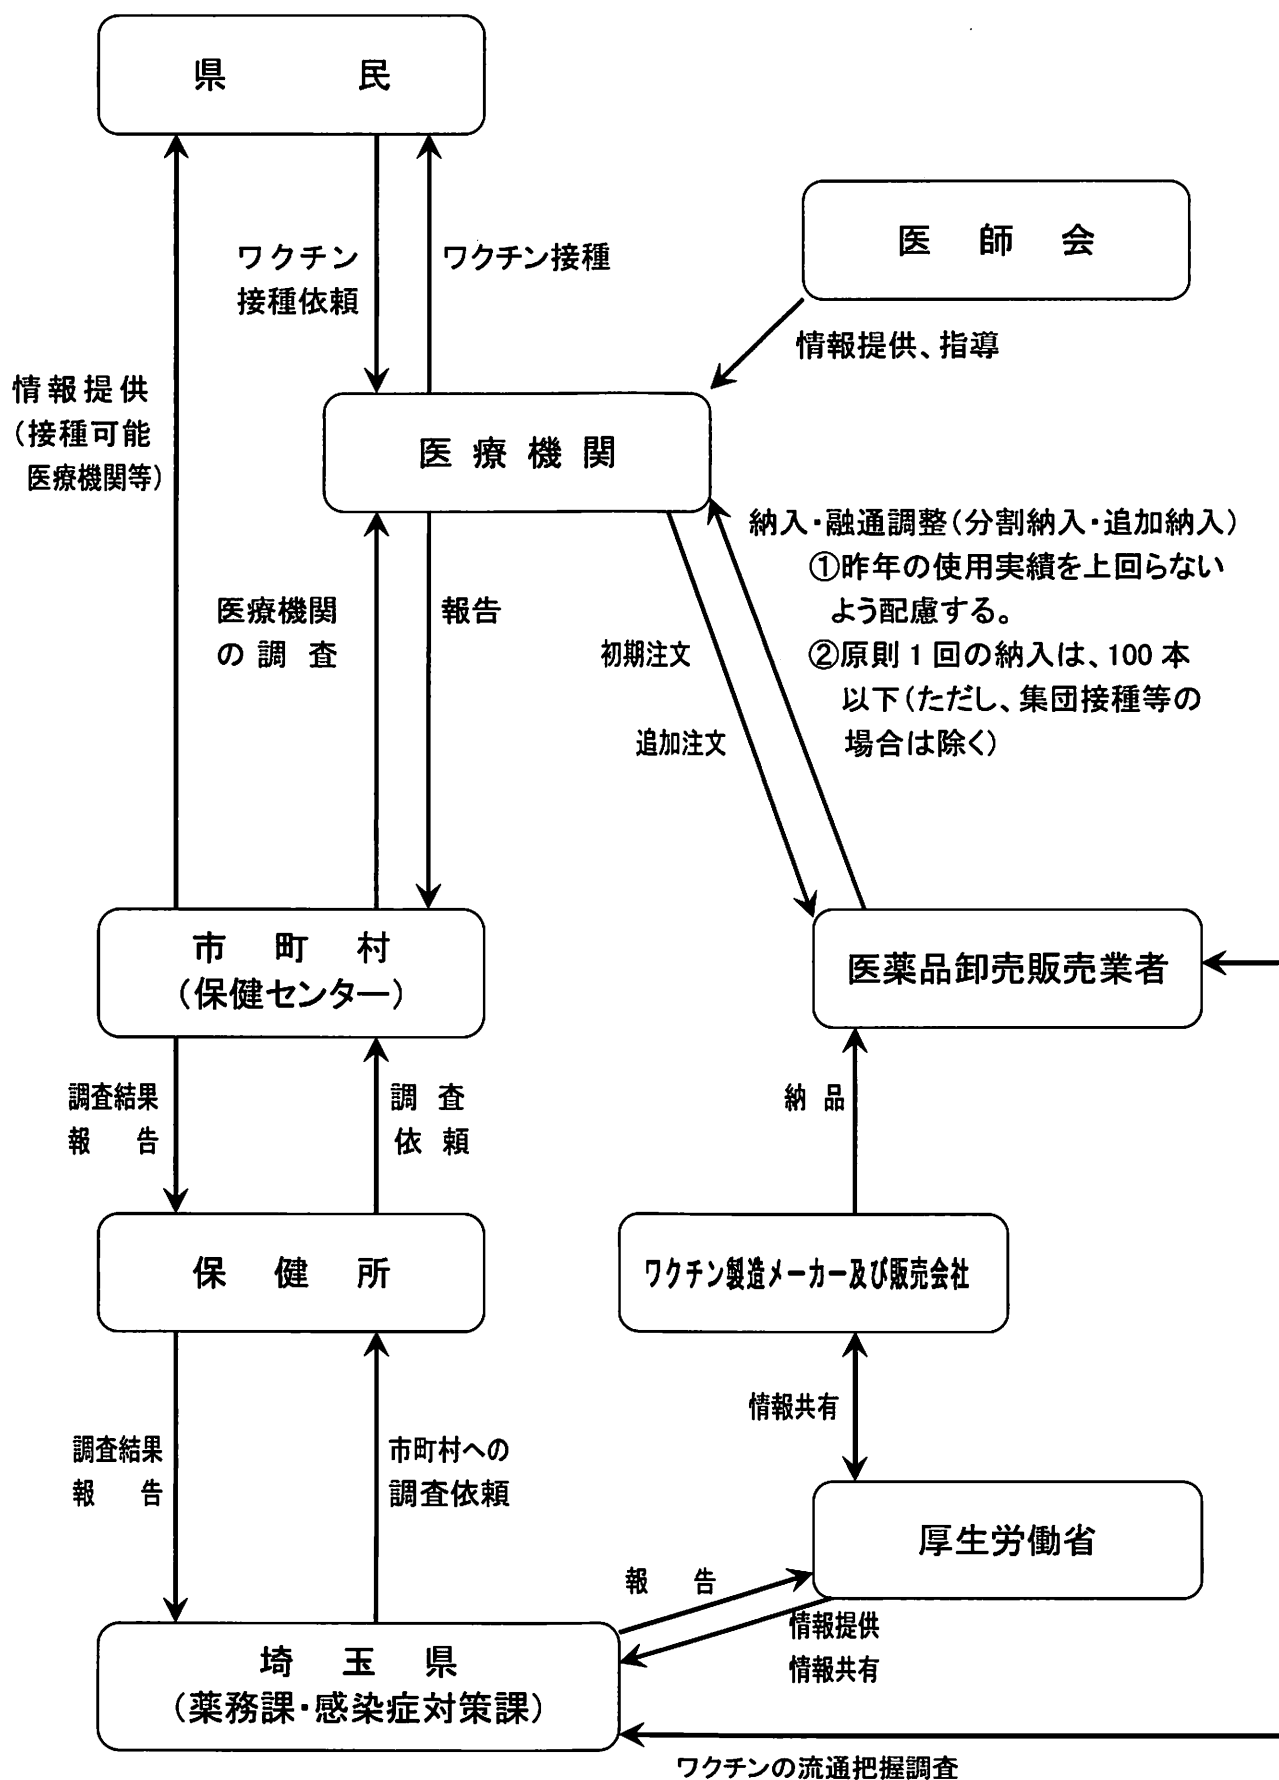 県　民
医　師　会
ワクチン
接種依頼
ワクチン接種
情報提供、指導
情報提供
（接種可能
医療機関等）
医療機関
納入・融通調整（分割納入・追加納入）
①昨年の使用実績を上回らない
よう配慮する。
②原則１回の納入は、100 本
以下（ただし、集団接種等の
場合は除く）
医療機関
の調査
報告
初期注文
追加注文
市　町　村
（保健センター）
医薬品卸売販売業者
調査結果
報　告
調　査
依　頼
納　品
保　健　所
ワクチン製造メーカー及び販売会社
情報共有
調査結果
報　告
市町村への
調査依頼
厚生労働省
報　告
情報提供
情報共有
埼　玉　県
（薬務課・感染症対策課）
ワクチンの流通把握調査